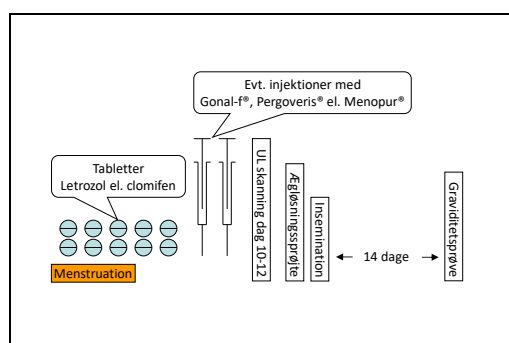 Evt. injektioner med
Gonal-f®, Pergoveris® el. Menopur®
Tabletter
Letrozol el. clomifen
Menstruation
UL skanning dag 10-12
Ægløsningssprøjte
Insemination
14 dage
Graviditetsprøve